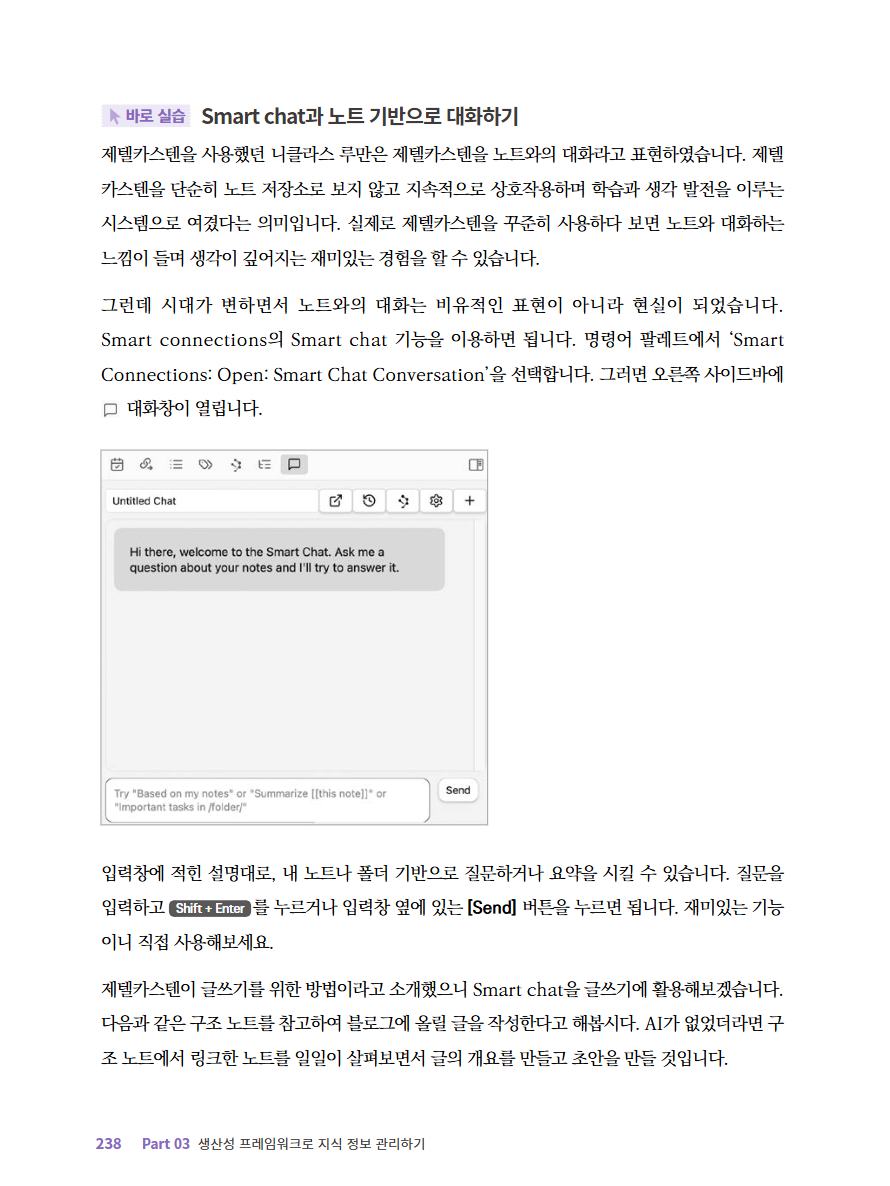 바로 실습 Smart chat과 노트 기반으로 대화하기
제텔카스텐을 사용했던 니클라스 루만은 제텔카스텐을 노트와의 대화라고 표현하였습니다. 제텔
카스텐을 단순히 노트 저장소로 보지 않고 지속적으로 상호작용하며 학습과 생각 발전을 이루는
시스템으로 여겼다는 의미입니다. 실제로 제텔카스텐을 꾸준히 사용하다 보면 노트와 대화하는
느낌이 들며 생각이 깊어지는 재미있는 경험을 할 수 있습니다.
그런데 시대가 변하면서 노트와의 대화는 비유적인 표현이 아니라 현실이 되었습니다.
Smart connections의 Smart chat 기능을 이용하면 됩니다. 명령어 팔레트에서 ‘Smart
Connections: Open: Smart Chat Conversation’을 선택합니다. 그러면 오른쪽 사이드바에
대화창이 열립니다.
Untitled Chat
Hi there, welcome to the Smart Chat. Ask me a
question about your notes and I'll try to answer it.
Try "Based on my notes" or "Summarize [[this note]]" or
"Important tasks in /folder/"
Send
입력창에 적힌 설명대로, 내 노트나 폴더 기반으로 질문하거나 요약을 시킬 수 있습니다. 질문을
입력하고 Shift + Enter 를 누르거나 입력창 옆에 있는 [Send] 버튼을 누르면 됩니다. 재미있는 기능
이니 직접 사용해보세요.
제텔카스텐이 글쓰기를 위한 방법이라고 소개했으니 Smart chat을 글쓰기에 활용해보겠습니다.
다음과 같은 구조 노트를 참고하여 블로그에 올릴 글을 작성한다고 해봅시다. AI가 없었더라면 구
조 노트에서 링크한 노트를 일일이 살펴보면서 글의 개요를 만들고 초안을 만들 것입니다.
238 Part 03 생산성 프레임워크로 지식 정보 관리하기